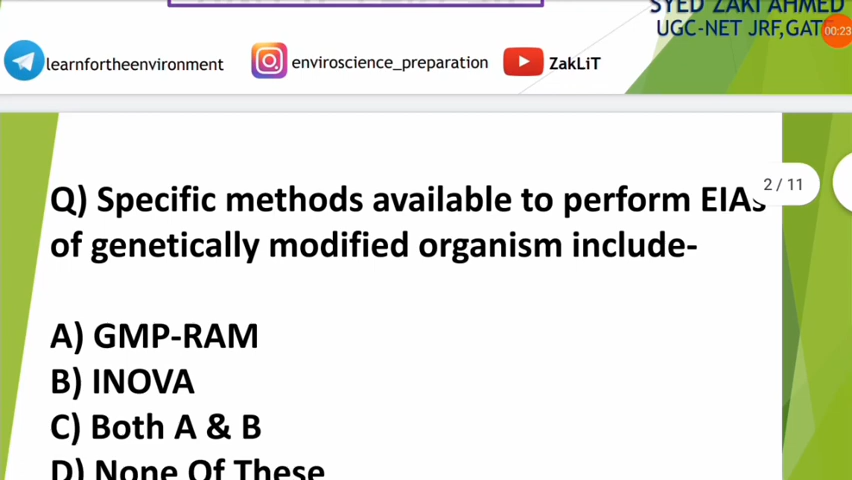 SYED ZAKI AHMED
UGC-NET JRF,GATE
00:23
learnfortheenvironment
enviroscience_preparation
ZakLiT
2 / 11
Q) Specific methods available to perform EIAs
of genetically modified organism include-
A) GMP-RAM
B) INOVA
C) Both A & B
D) None Of These